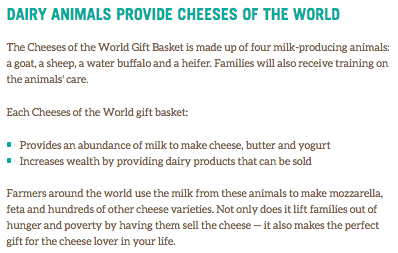 DAIRY ANIMALS PROVIDE CHEESES OF THE WORLD
The Cheeses of the World Gift Basket is made up of four milk-producing animals:
a goat, a sheep, a water buffalo and a heifer. Families will also receive training on
the animals' care.
Each Cheeses of the World gift basket:
Provides an abundance of milk to make cheese, butter and yogurt
Increases wealth by providing dairy products that can be sold
Farmers around the world use the milk from these animals to make mozzarella,
feta and hundreds of other cheese varieties. Not only does it lift families out of
hunger and poverty by having them sell the cheese — it also makes the perfect
gift for the cheese lover in your life.